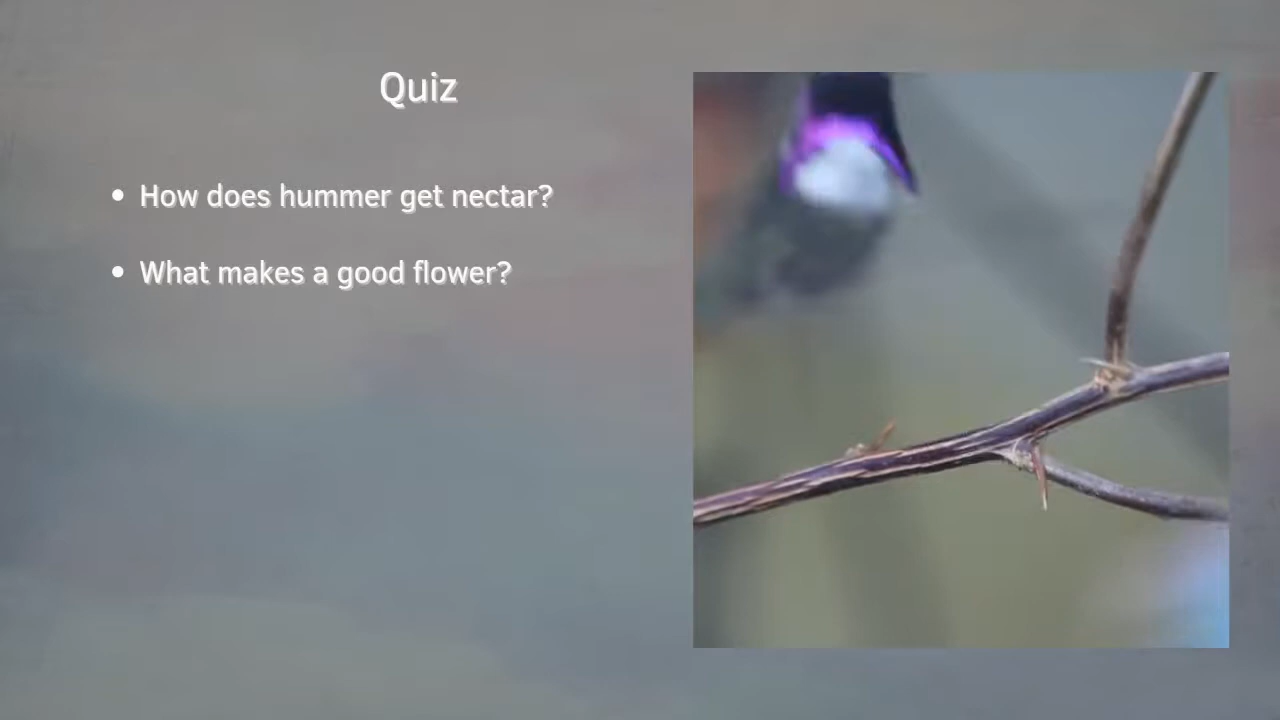 Quiz
• How does hummer get nectar?
• What makes a good flower?